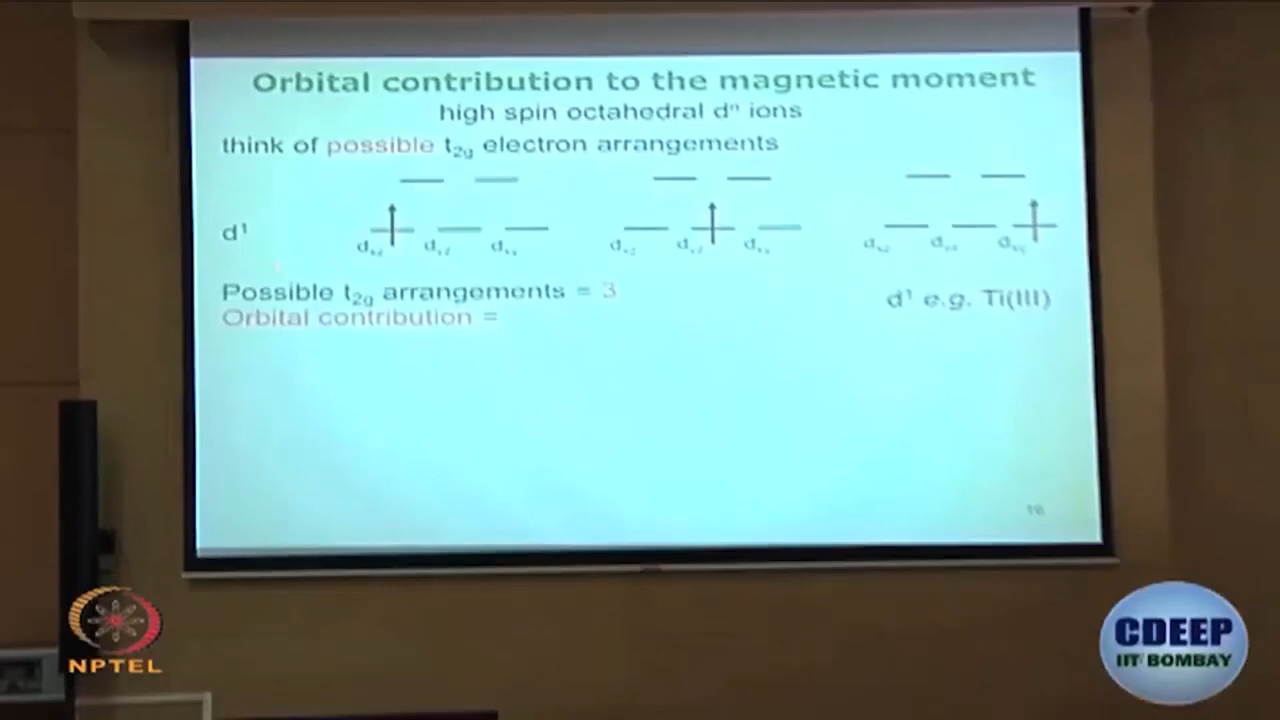 Orbital contribution to the magnetic moment
high spin octahedral dⁿ ions
think of possible t₂g electron arrangements
d¹
Possible t₂g arrangements = 3
d¹ e.g. Ti(III)
Orbital contribution =
NPTEL
CDEEP
IIT BOMBAY